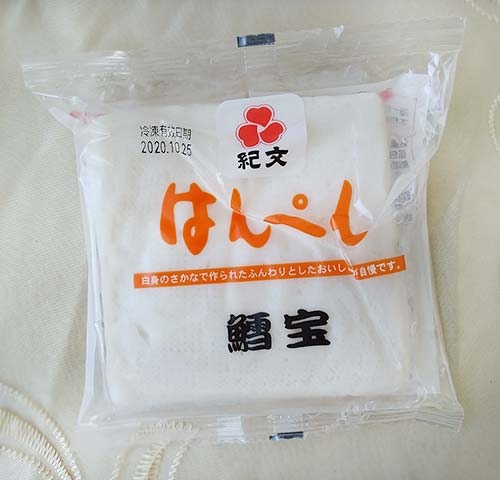 冷凍有效日期
2020.10.25
紀文
はんぺん
白身のさかなで作られたふんわりとしたおいしさ自慢です。
鱈宝